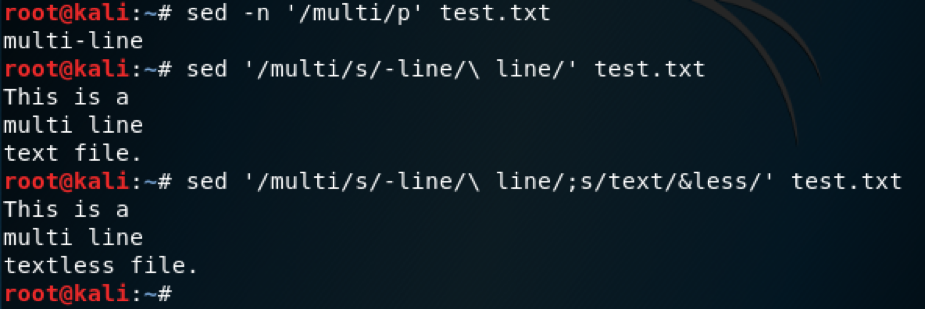 root@kali:~# sed -n '/multi/p' test.txt
multi-line
root@kali:~# sed '/multi/s/-line/\ line/' test.txt
This is a
multi line
text file.
root@kali:~# sed '/multi/s/-line/\ line/;s/text/&less/' test.txt
This is a
multi line
textless file.
root@kali:~#